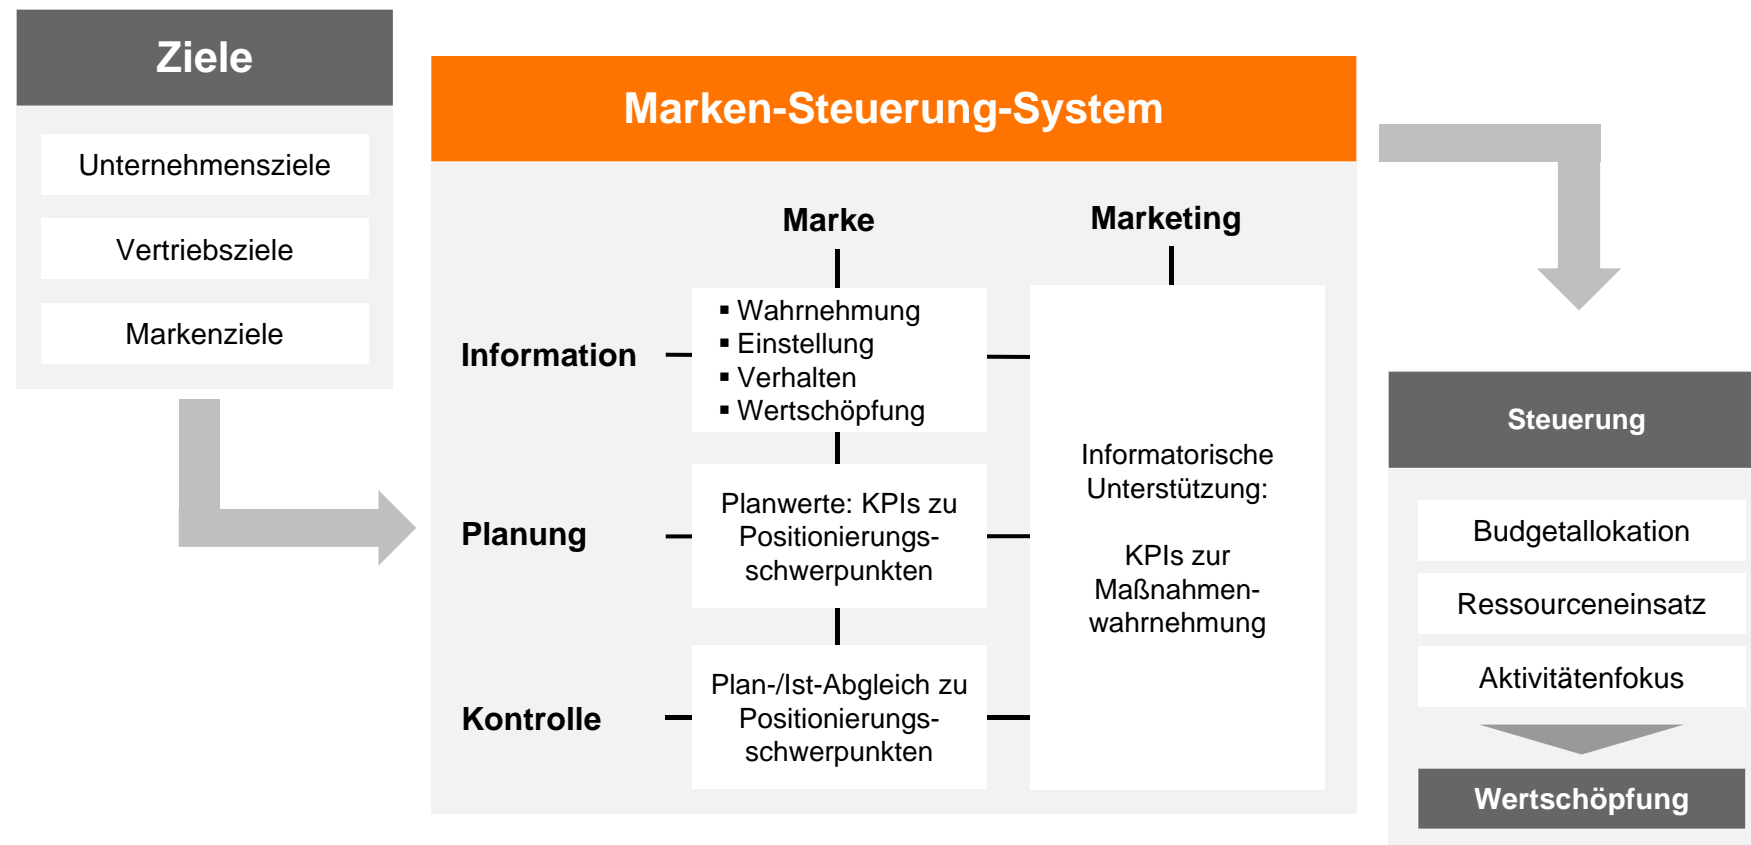 Ziele
Unternehmensziele
Vertriebsziele
Markenziele
Marken-Steuerung-System
Marke
Marketing
Information
▪ Wahrnehmung
▪ Einstellung
▪ Verhalten
▪ Wertschöpfung
Planung
Planwerte: KPIs zu
Positionierungs-
schwerpunkten
Kontrolle
Plan-/Ist-Abgleich zu
Positionierungs-
schwerpunkten
Informatorische
Unterstützung:
KPIs zur
Maßnahmen-
wahrnehmung
Steuerung
Budgetallokation
Ressourceneinsatz
Aktivitätenfokus
Wertschöpfung